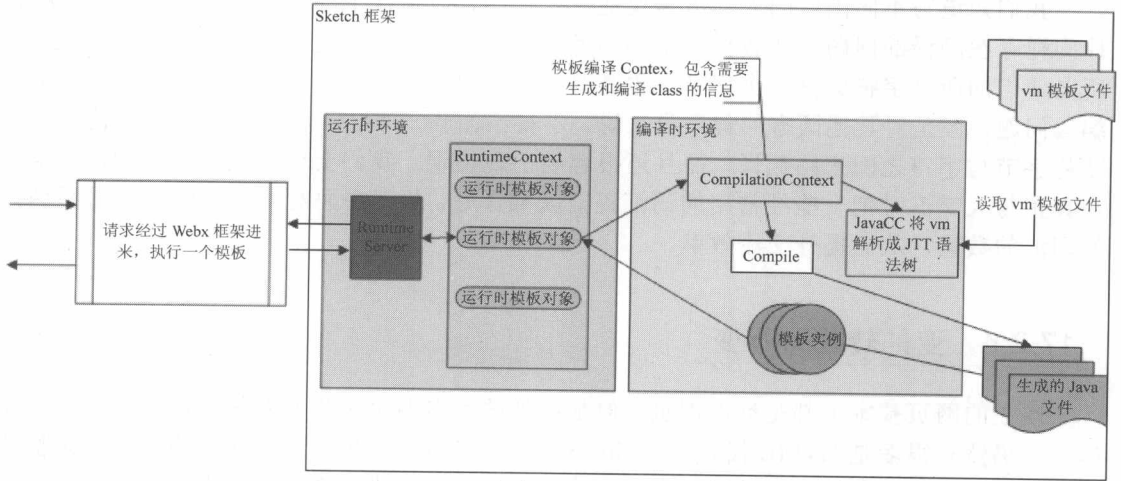 Sketch 框架
模板编译 Contex，包含需要
生成和编译 class 的信息
vm 模板文件
运行时环境
编译时环境
RuntimeContext
运行时模板对象
CompilationContext
读取 vm 模板文件
请求经过 Webx 框架进
来，执行一个模板
Runtime
Server
运行时模板对象
JavaCC 将 vm
解析成 JTT 语
法树
Compile
运行时模板对象
模板实例
生成的 Java
文件